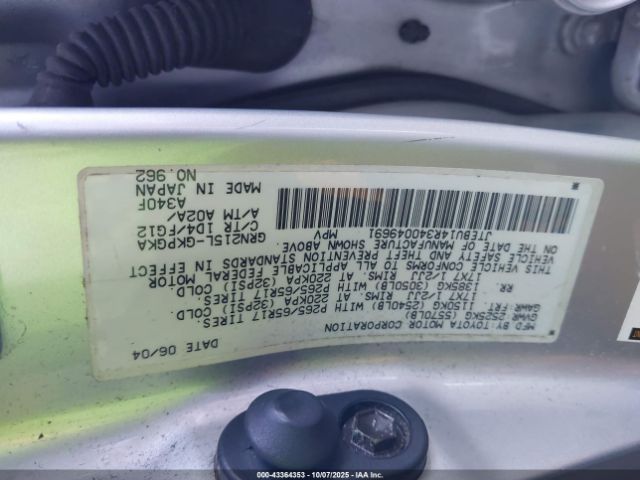 MFD BY TOYOTA MOTOR CORPORATION DATE 06/04
GVWR 2525KG (5570LB)
GAWR-FRT 1150KG (2540LB) WITH P265/65R17 TIRES
17X7 1/2JJ RIMS AT 220KPA (32PSI) COLD
RR 1385KG (3050LB) WITH P265/65R17 TIRES
17X7 1/2JJ RIMS AT 220KPA (32PSI) COLD
THIS VEHICLE CONFORMS TO ALL APPLICABLE FEDERAL MOTOR
VEHICLE SAFETY AND THEFT PREVENTION STANDARDS IN EFFECT
ON THE DATE OF MANUFACTURE SHOWN ABOVE.
JTEBU14R340049691 MPV
GRN215L-GKPGKA
C/TR 1D4/FG12
A/TM A02A/
A340F
MADE IN JAPAN
NO.962
000-43364353 | 10/07/2025 | IAAI.COM